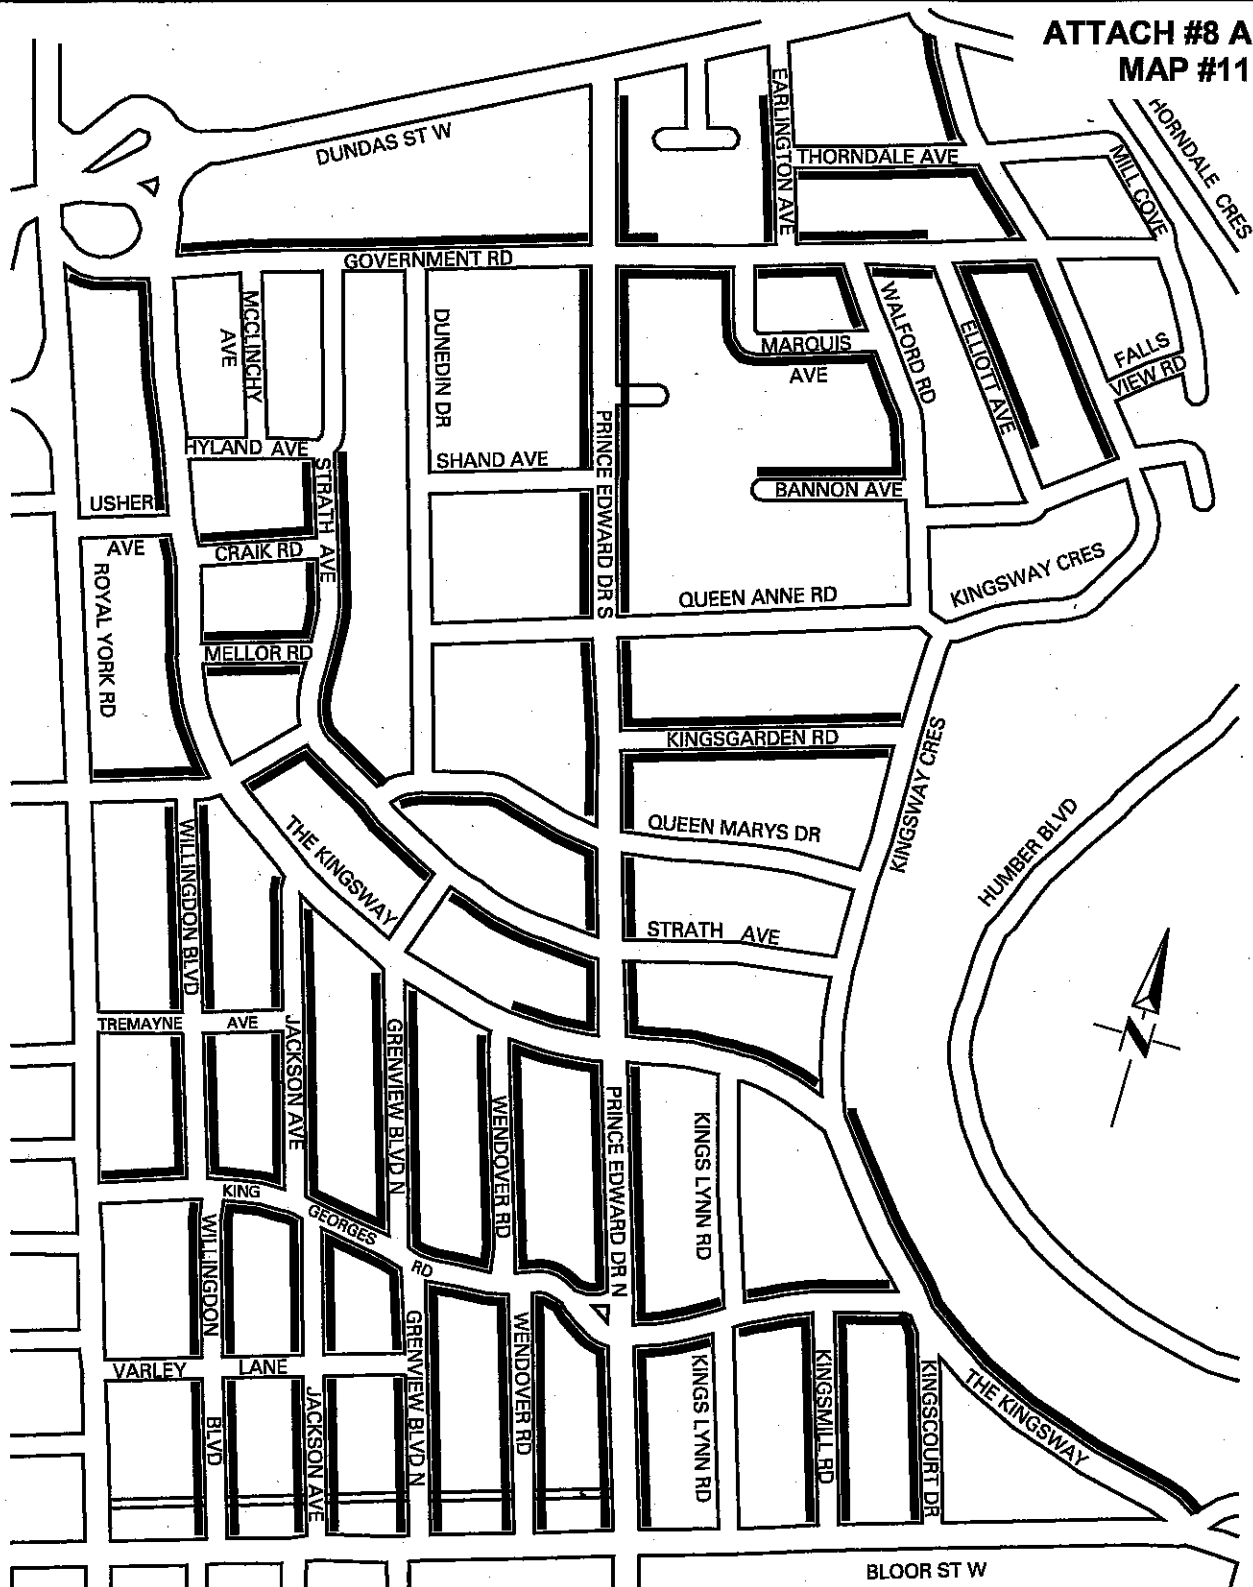 ATTACH #8 A
MAP #11
DUNDAS ST W
EARLINGTON AVE
THORNDALE AVE
MILL COVE
HORNDALE CRES
GOVERNMENT RD
MCCLINCHY
AVE
DUNEDIN DR
MARQUIS
AVE
WALFORD RD
ELLIOTT AVE
FALLS
VIEW RD
HYLAND AVE
SHAND AVE
STRATH AVE
PRINCE EDWARD DR S
BANNON AVE
USHER
AVE
CRAIK RD
ROYAL YORK RD
MELLOR RD
QUEEN ANNE RD
KINGSWAY CRES
KINGSGARDEN RD
KINGSWAY CRES
QUEEN MARYS DR
HUMBER BLVD
THE KINGSWAY
WILLINGDON BLVD
STRATH AVE
TREMAYNE AVE
JACKSON AVE
GRENVIEW BLVD N
WENDOVER RD
PRINCE EDWARD DR N
KINGS LYNN RD
N
KING
GEORGES
RD
WILLINGDON
BLVD
VARLEY LANE
JACKSON AVE
GRENVIEW BLVD N
WENDOVER RD
KINGS LYNN RD
KINGSMILL RD
KINGSCOURT DR
THE KINGSWAY
BLOOR ST W